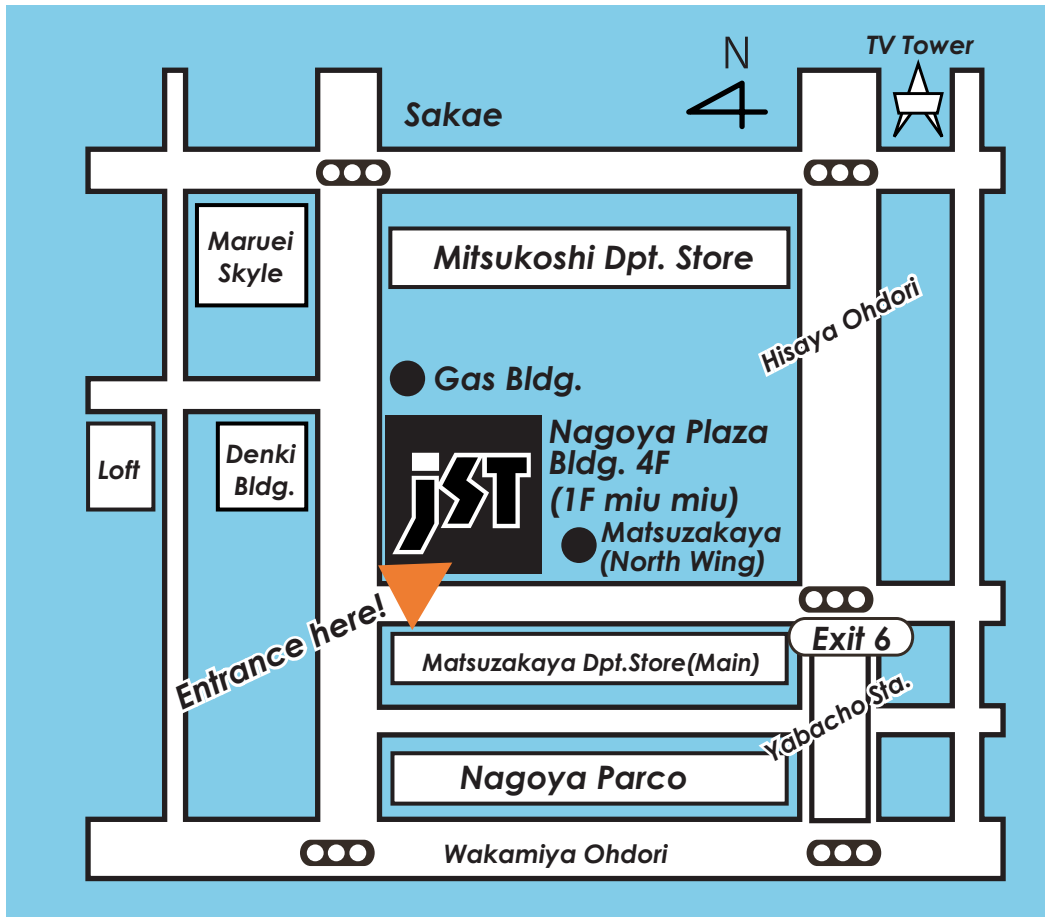 N
TV Tower
Sakae
Maruei
Skyle
Mitsukoshi Dpt. Store
Hisaya Ohdori
Gas Bldg.
Loft
Denki
Bldg.
jST
Nagoya Plaza
Bldg. 4F
(1F miu miu)
Matsuzakaya
(North Wing)
Entrance here!
Exit 6
Matsuzakaya Dpt.Store(Main)
Yabacho Sta.
Nagoya Parco
Wakamiya Ohdori